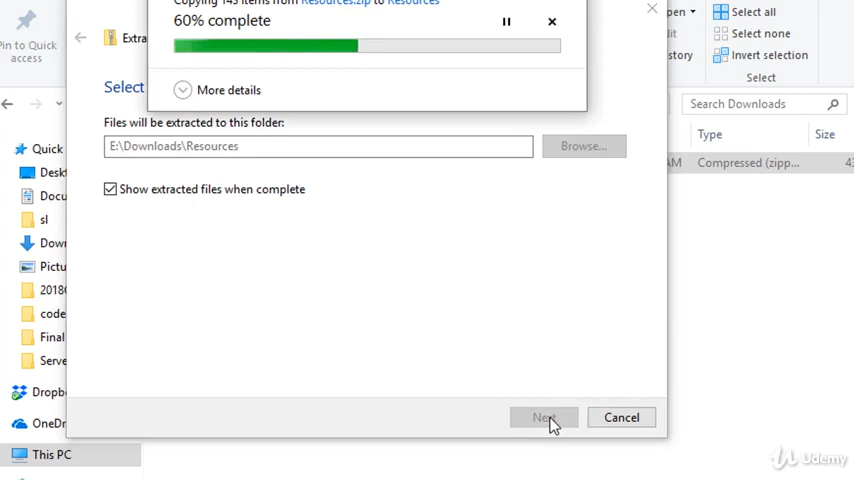 Copying 143 items from Resources.zip to Resources
60% complete
More details
Extra
Select
Files will be extracted to this folder:
E:\Downloads\Resources
Browse...
Show extracted files when complete
Next
Cancel
Pin to Quick
access
Quick
Deskt
Docu
sl
Down
Pictu
2018
code
Final
Serve
Dropbo
OneDr
This PC
pen
Select all
Select none
Invert selection
Select
story
Search Downloads
Type
Size
AM
Compressed (zipp...
43
Udemy